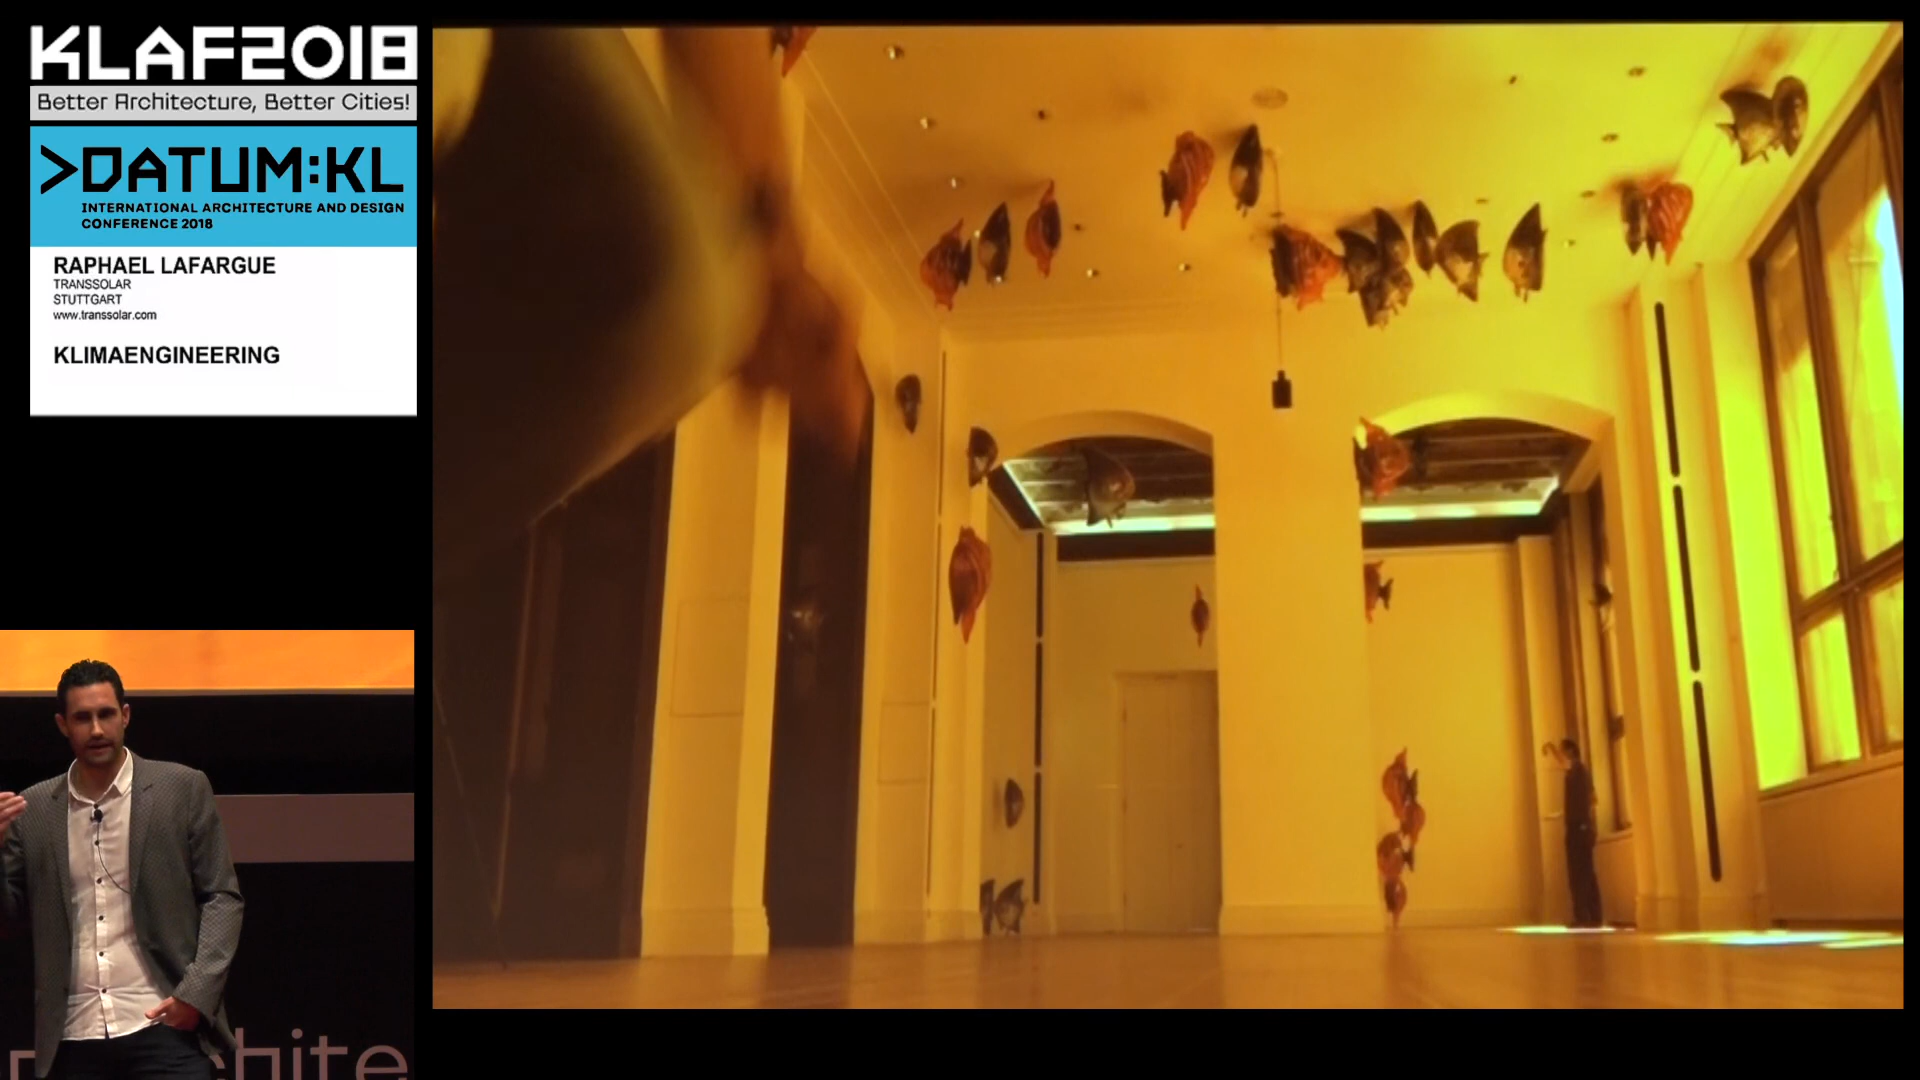 KLAF2018
Better Architecture, Better Cities!
>DATUM:KL
INTERNATIONAL ARCHITECTURE AND DESIGN
CONFERENCE 2018
RAPHAEL LAFARGUE
TRANSSOLAR
STUTTGART
www.transsolar.com
KLIMAENGINEERING
chite